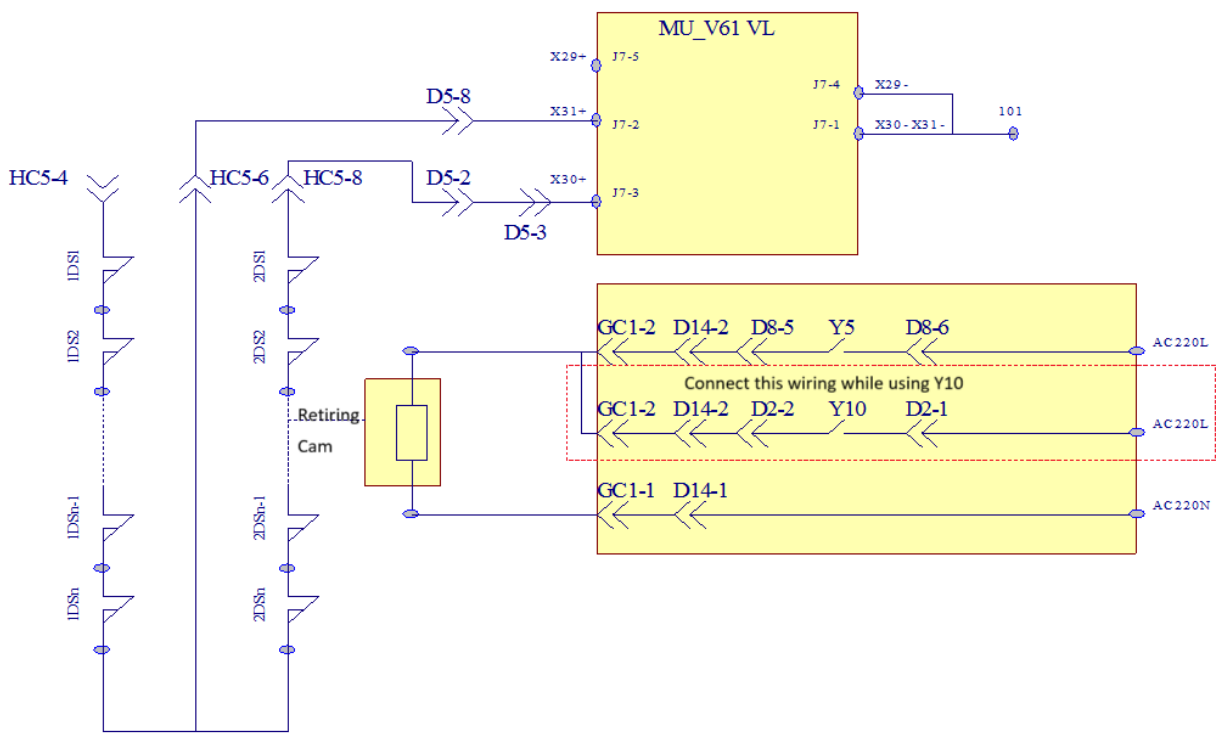 MU_V61 VL
X29+ J7-5
J7-4 X29-
D5-8
X31+ J7-2
J7-1 X30-X31-
101
HC5-4
HC5-6
HC5-8
D5-2
X30+ J7-3
D5-3
1DS1
2DS1
1DS2
2DS2
GC1-2 D14-2 D8-5 Y5 D8-6
AC220L
Connect this wiring while using Y10
Retiring
Cam
GC1-2 D14-2 D2-2 Y10 D2-1
AC220L
1DSn-1
2DSn-1
GC1-1 D14-1
AC220N
1DSn
2DSn